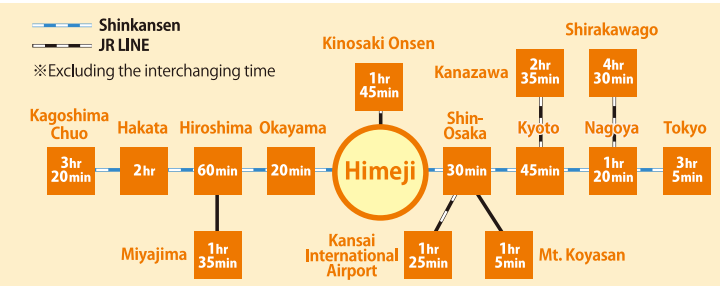 Shinkansen
JR LINE
※Excluding the interchanging time
Kinosaki Onsen
1hr
45min
Kanazawa
2hr
35min
Shirakawago
4hr
30min
Kagoshima
Chuo
3hr
20min
Hakata
2hr
Hiroshima
60min
Okayama
20min
Himeji
Shin-
Osaka
30min
Kyoto
45min
Nagoya
1hr
20min
Tokyo
3hr
5min
Miyajima
1hr
35min
Kansai
International
Airport
1hr
25min
1hr
5min
Mt. Koyasan